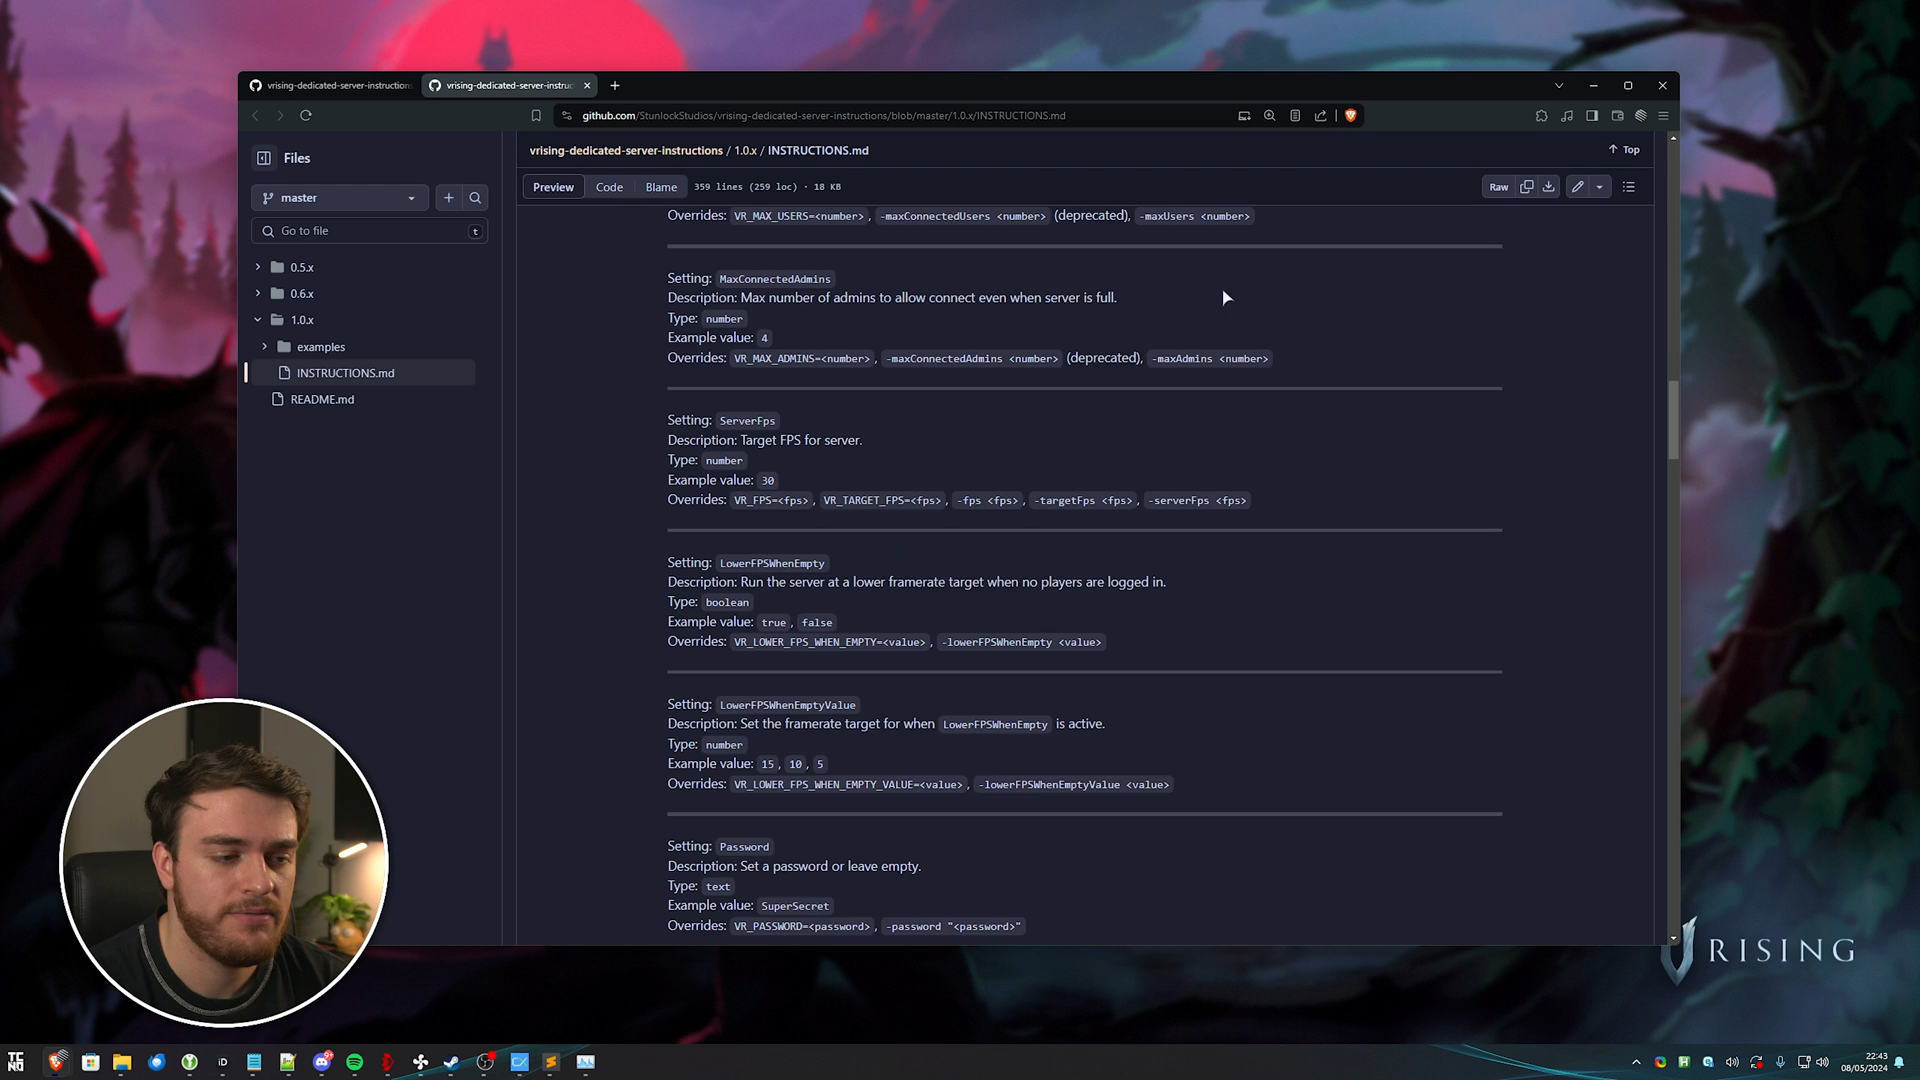 vrising-dedicated-server-instructions
vrising-dedicated-server-instruc
github.com/StunlockStudios/vrising-dedicated-server-instructions/blob/master/1.0.x/INSTRUCTIONS.md
Files
vrising-dedicated-server-instructions / 1.0.x / INSTRUCTIONS.md
Top
Preview
Code
Blame
359 lines (259 loc) · 18 KB
Raw
master
Go to file
t
0.5.x
0.6.x
1.0.x
examples
INSTRUCTIONS.md
README.md
Overrides: VR_MAX_USERS=<number>, -maxConnectedUsers <number> (deprecated), -maxUsers <number>
Setting: MaxConnectedAdmins
Description: Max number of admins to allow connect even when server is full.
Type: number
Example value: 4
Overrides: VR_MAX_ADMINS=<number>, -maxConnectedAdmins <number> (deprecated), -maxAdmins <number>
Setting: ServerFps
Description: Target FPS for server.
Type: number
Example value: 30
Overrides: VR_FPS=<fps>, VR_TARGET_FPS=<fps>, -fps <fps>, -targetFps <fps>, -serverFps <fps>
Setting: LowerFPSWhenEmpty
Description: Run the server at a lower framerate target when no players are logged in.
Type: boolean
Example value: true, false
Overrides: VR_LOWER_FPS_WHEN_EMPTY=<value>, -lowerFPSWhenEmpty <value>
Setting: LowerFPSWhenEmptyValue
Description: Set the framerate target for when LowerFPSWhenEmpty is active.
Type: number
Example value: 15, 10, 5
Overrides: VR_LOWER_FPS_WHEN_EMPTY_VALUE=<value>, -lowerFPSWhenEmptyValue <value>
Setting: Password
Description: Set a password or leave empty.
Type: text
Example value: SuperSecret
Overrides: VR_PASSWORD=<password>, -password "<password>"
V RISING
TC
NO
iD
22:43
08/05/2024